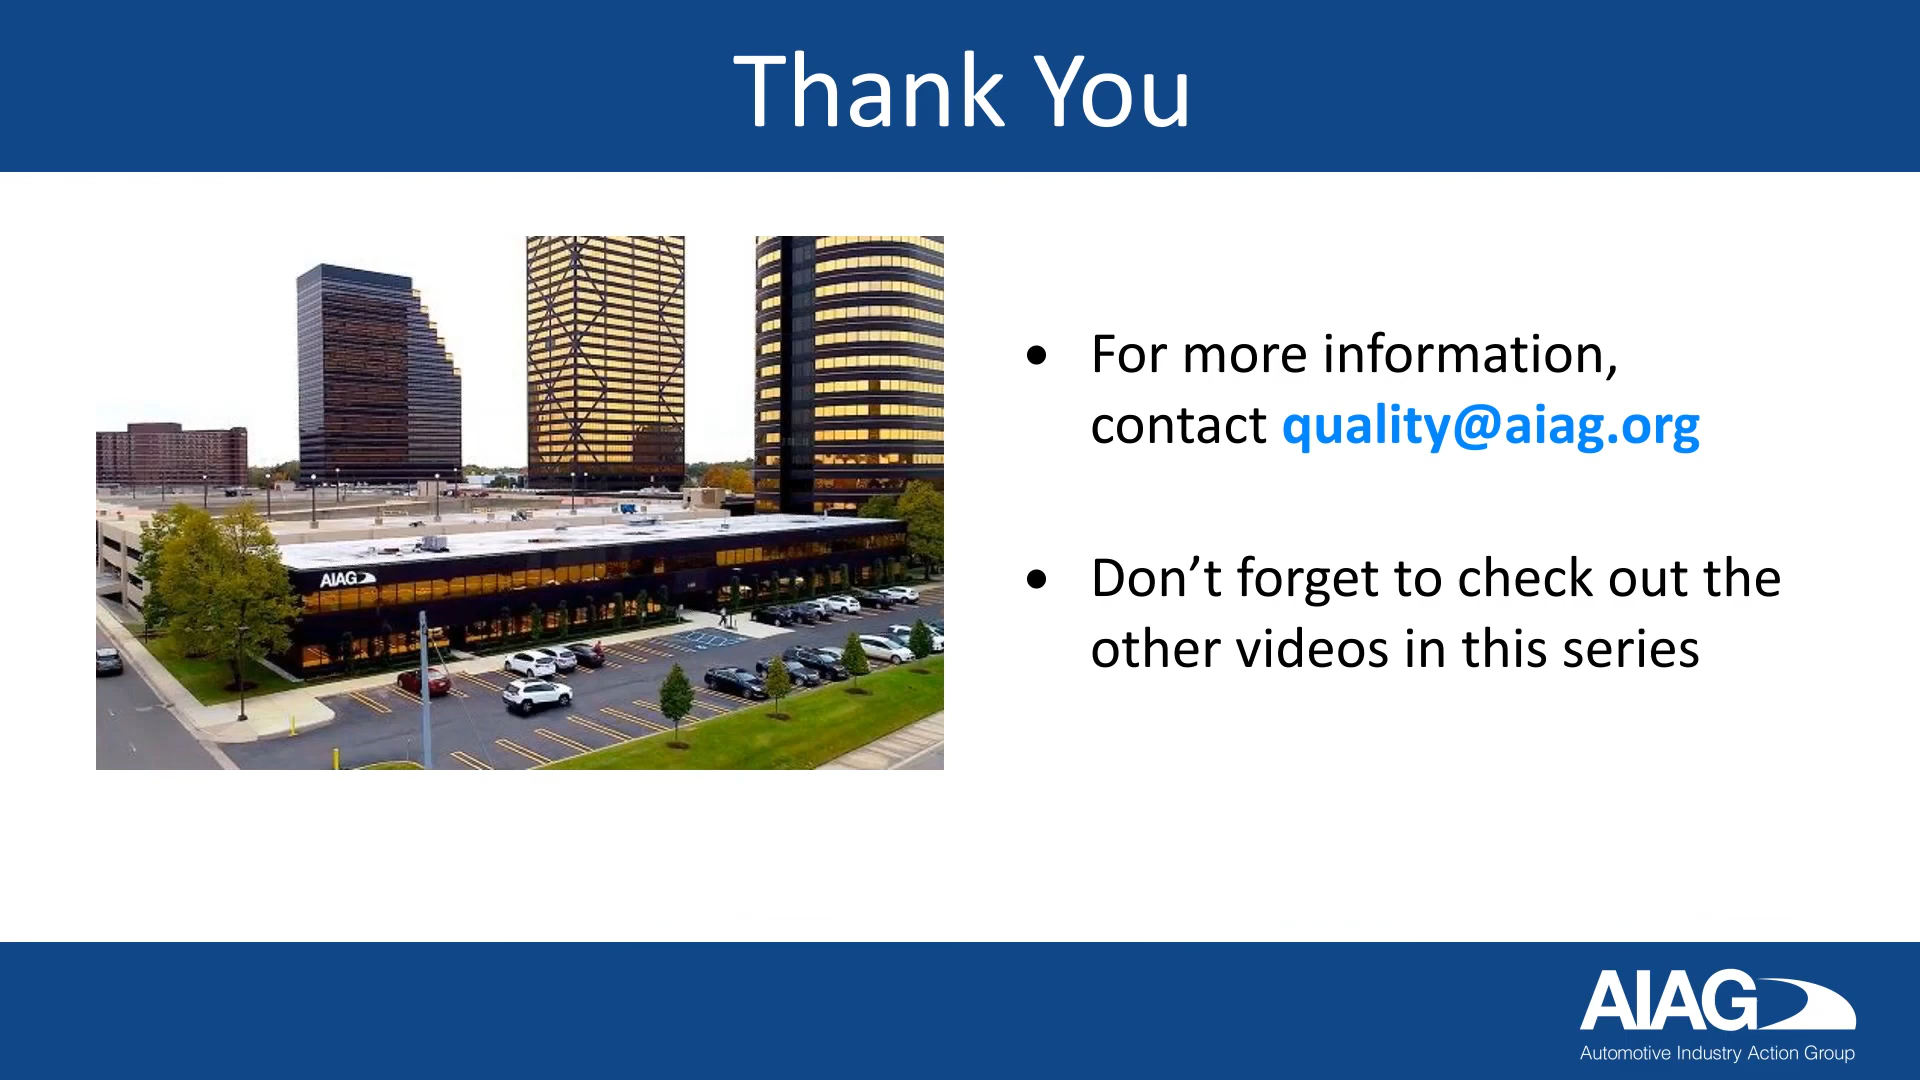 Thank You
• For more information,
contact quality@aiag.org
• Don’t forget to check out the
other videos in this series
AIAG
AIAG
Automotive Industry Action Group